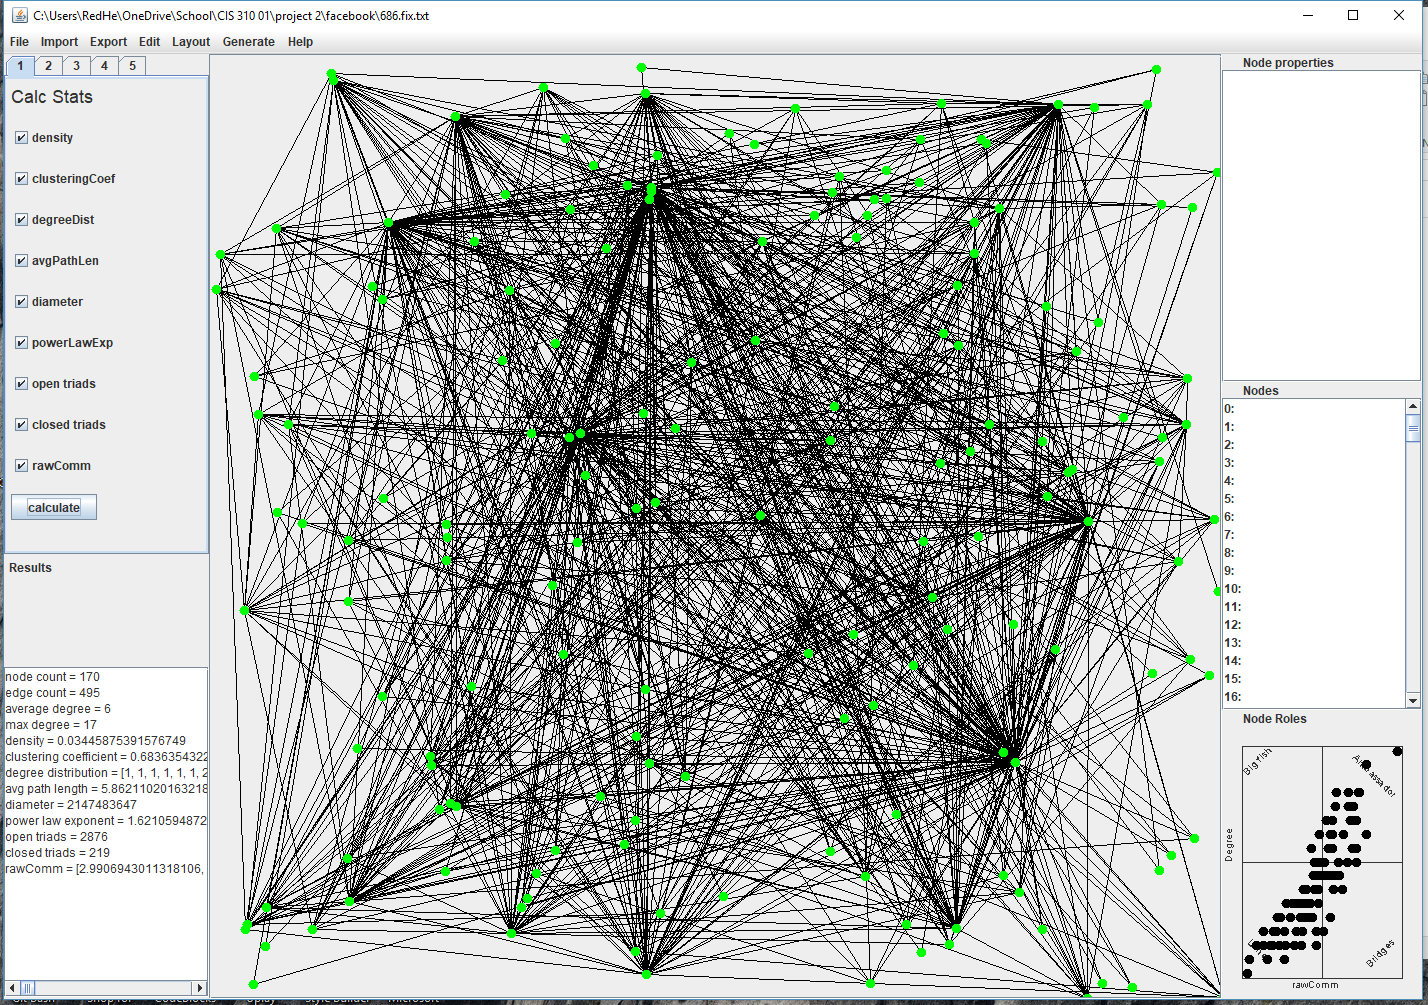 C:\Users\RedHe\OneDrive\School\CIS 310 01\project 2\facebook\686.fix.txt
File Import Export Edit Layout Generate Help
1 2 3 4 5
Calc Stats
density
clusteringCoef
degreeDist
avgPathLen
diameter
powerLawExp
open triads
closed triads
rawComm
calculate
Results
node count = 170
edge count = 495
average degree = 6
max degree = 17
density = 0.03445875391576749
clustering coefficient = 0.6836354322
degree distribution = [1, 1, 1, 1, 1, 1, 2
avg path length = 5.86211020163218
diameter = 2147483647
power law exponent = 1.6210594872
open triads = 2876
closed triads = 219
rawComm = [2.9906943011318106,
Node properties
Nodes
0:
1:
2:
3:
4:
5:
6:
7:
8:
9:
10:
11:
12:
13:
14:
15:
16:
Node Roles
Big fish
Degree
Bridges
rawComm